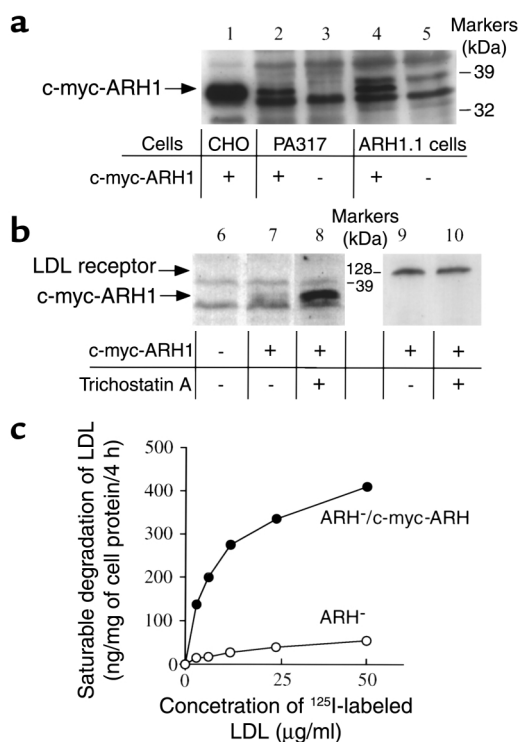 a
1 2 3 4 5 Markers
(kDa)
c-myc-ARH1
39
32
Cells CHO PA317 ARH1.1 cells
c-myc-ARH1 + + - + -
b
6 7 8 Markers 9 10
(kDa)
LDL receptor
128
c-myc-ARH1
39
c-myc-ARH1 - + + + +
Trichostatin A - - + - +
c
Saturable degradation of LDL
(ng/mg of cell protein/4 h)
500
400
300
200
100
0
ARH-/c-myc-ARH
ARH-
0 25 50
Concetration of 125I-labeled
LDL (μg/ml)